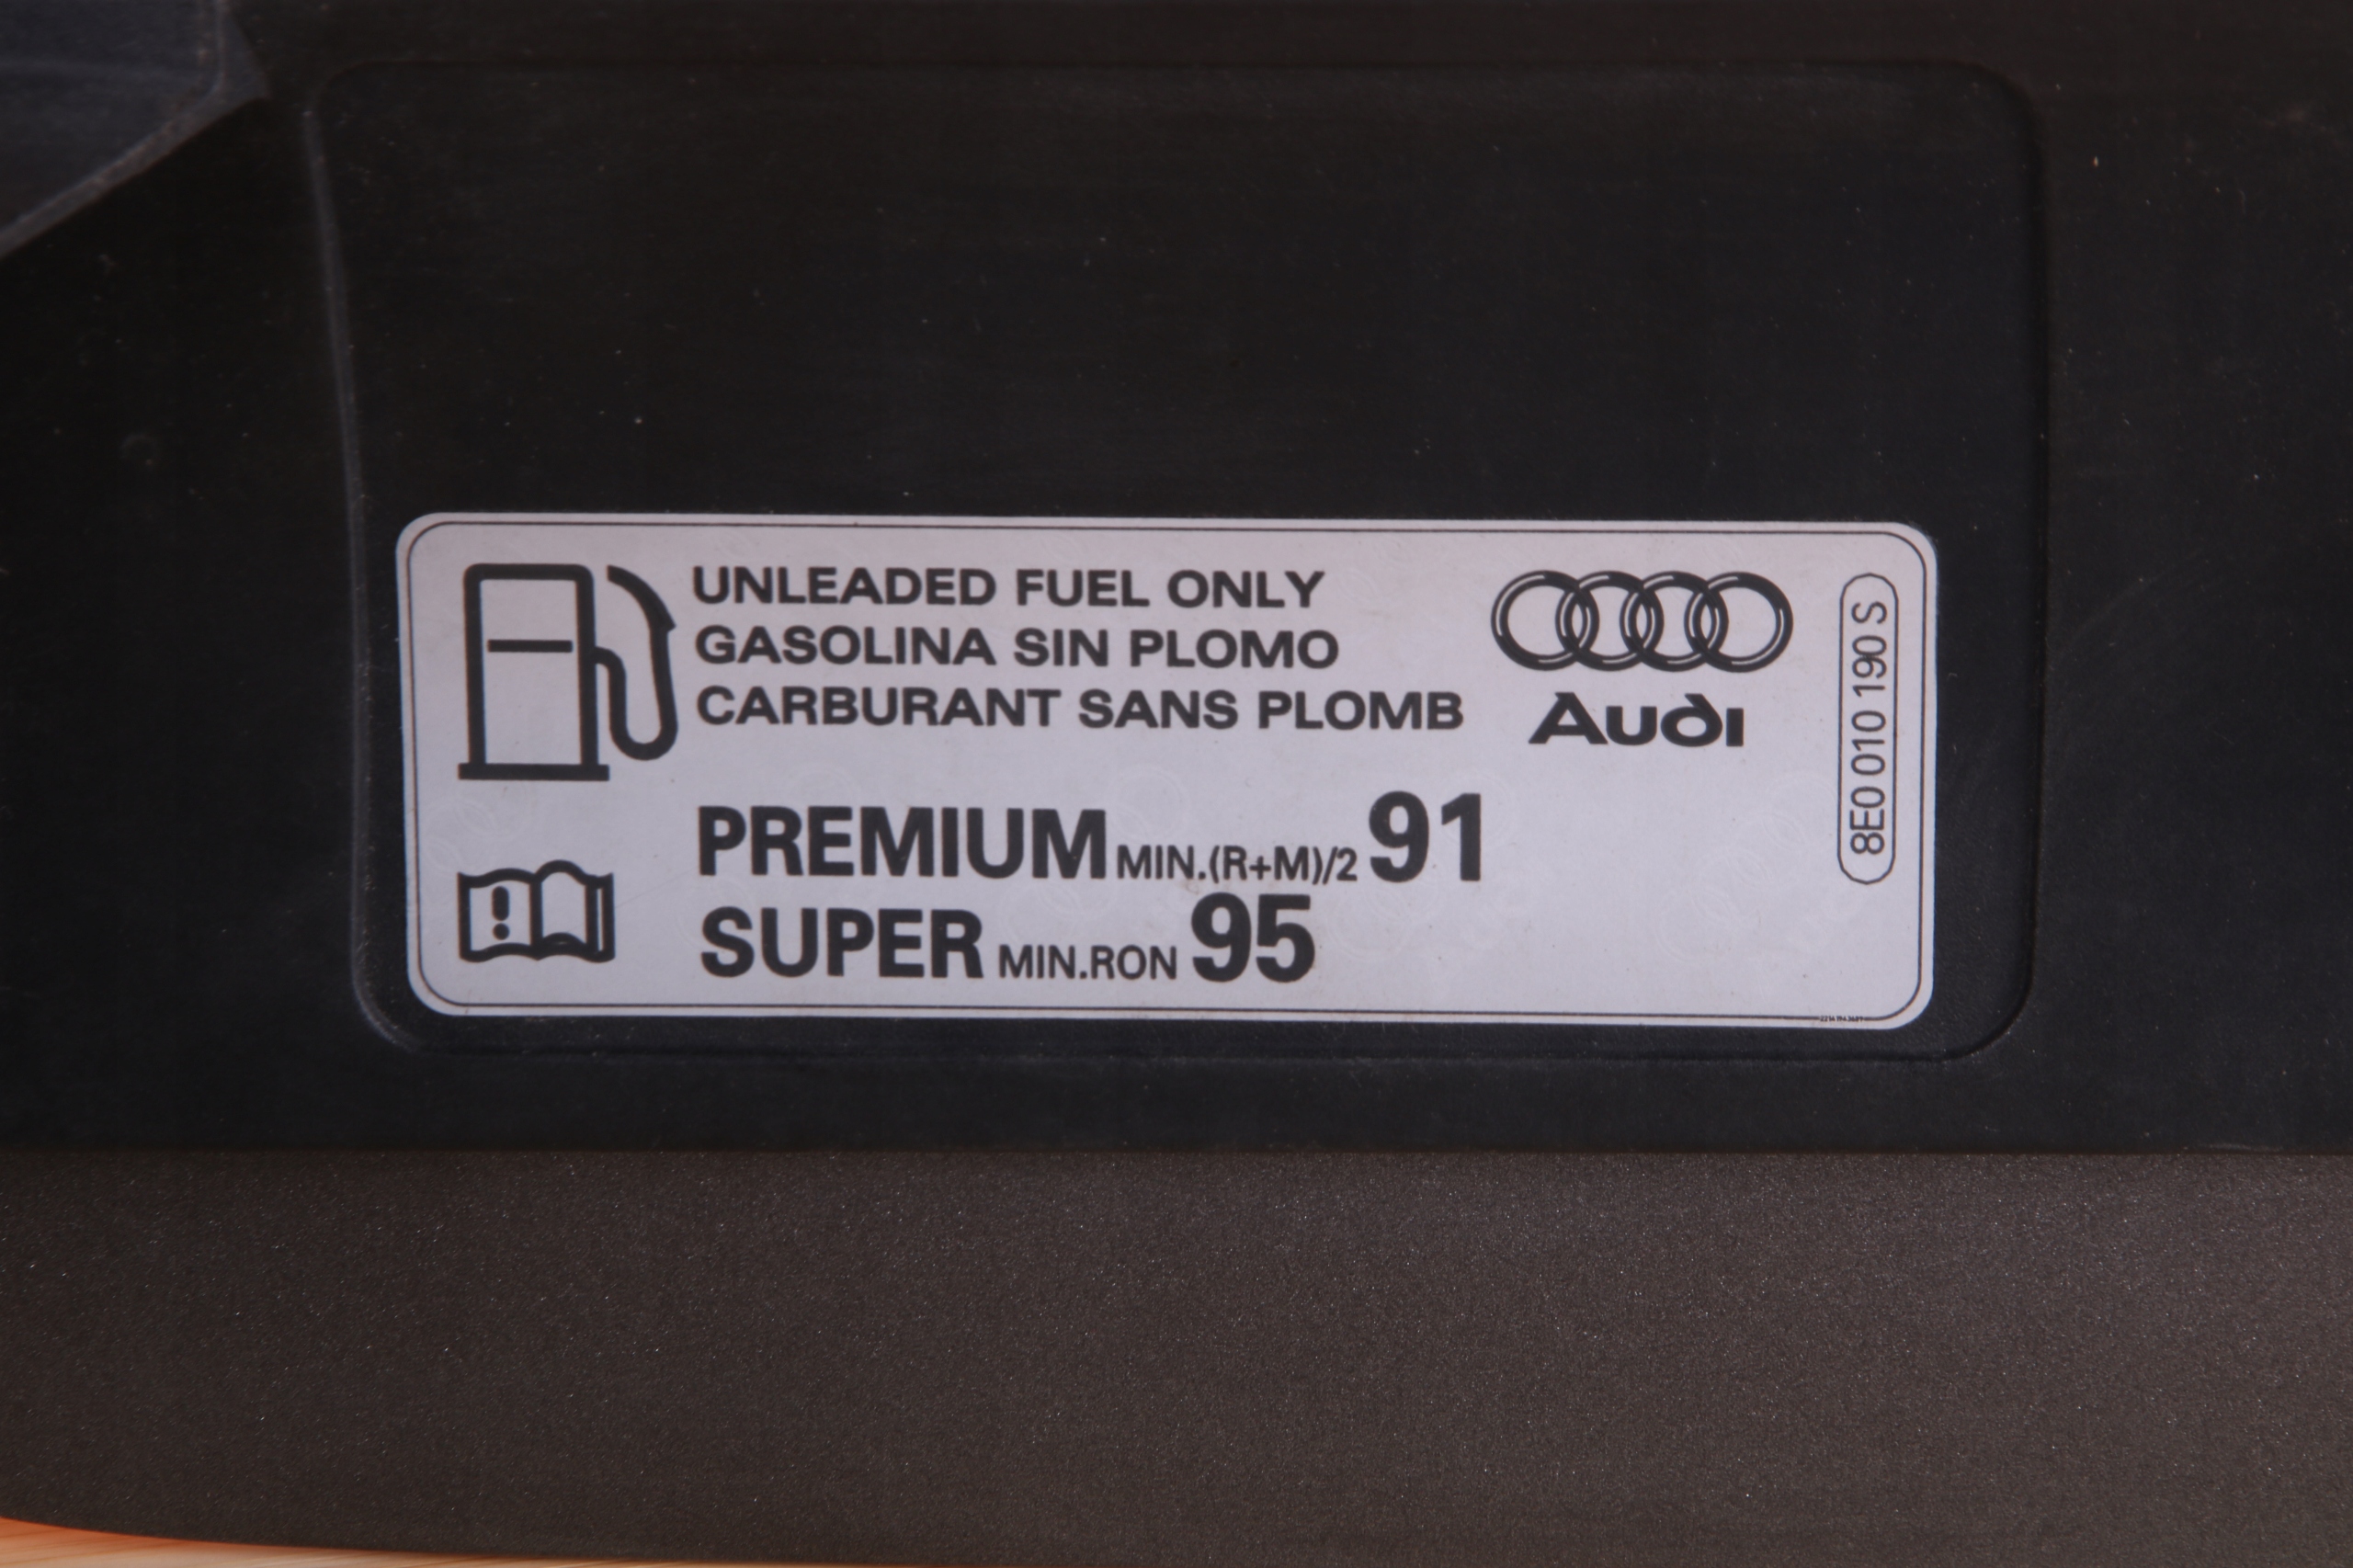 UNLEADED FUEL ONLY
GASOLINA SIN PLOMO
CARBURANT SANS PLOMB
Audi
PREMIUM MIN.(R+M)/2 91
SUPER MIN.RON 95
8E0 010 190 S